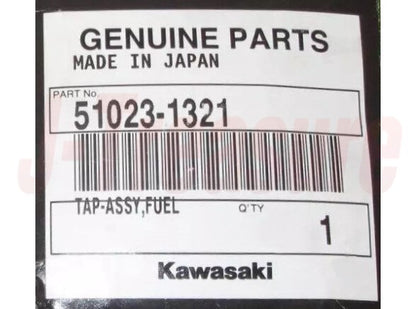 GENUINE PARTS
MADE IN JAPAN
PART No.
51023-1321
TAP-ASSY,FUEL Q'TY
1
Kawasaki